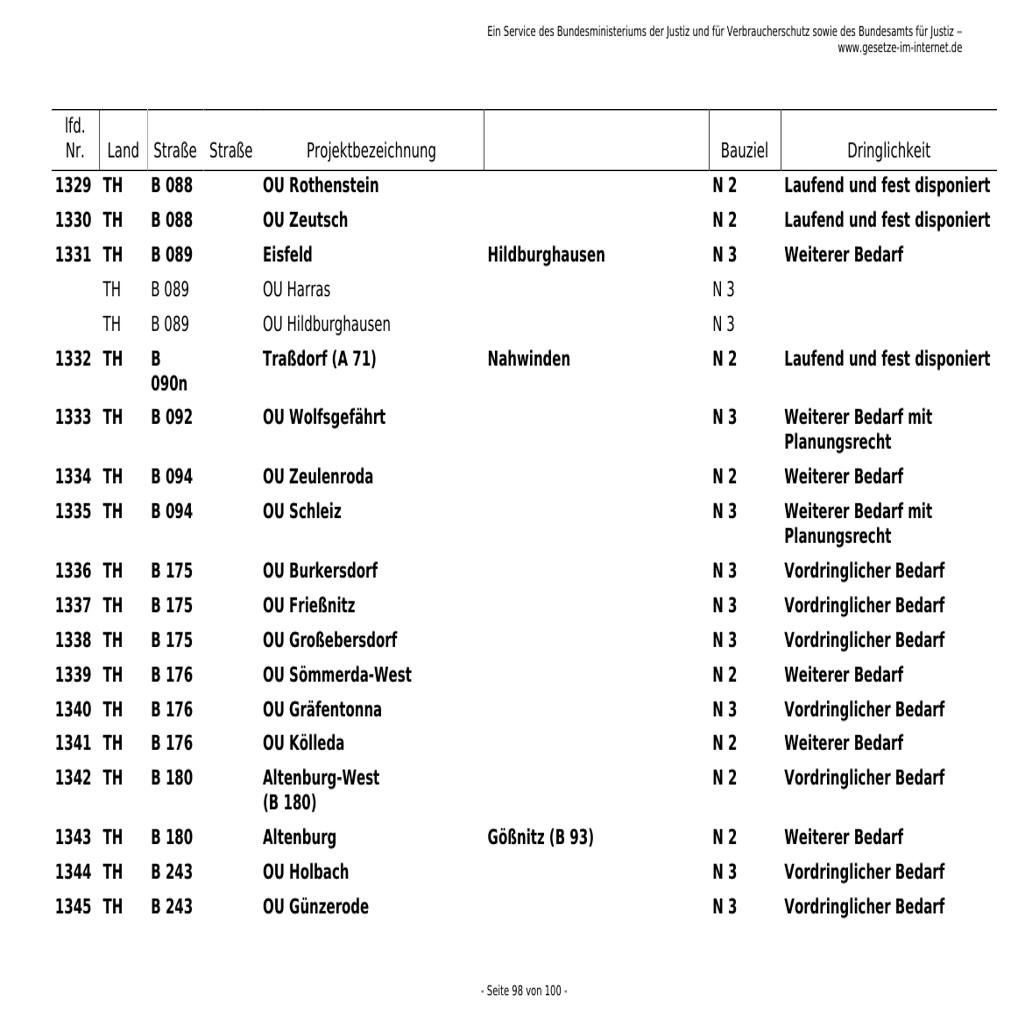 Ein Service des Bundesministeriums der Justiz und für Verbraucherschutz sowie des Bundesamts für Justiz –
www.gesetze-im-internet.de
lfd.
Nr. Land Straße Straße Projektbezeichnung Bauziel Dringlichkeit
1329 TH B 088 OU Rothenstein N 2 Laufend und fest disponiert
1330 TH B 088 OU Zeutsch N 2 Laufend und fest disponiert
1331 TH B 089 Eisfeld Hildburghausen N 3 Weiterer Bedarf
TH B 089 OU Harras N 3
TH B 089 OU Hildburghausen N 3
1332 TH B Traßdorf (A 71) Nahwinden N 2 Laufend und fest disponiert
090n
1333 TH B 092 OU Wolfsgefährt N 3 Weiterer Bedarf mit
Planungsrecht
1334 TH B 094 OU Zeulenroda N 2 Weiterer Bedarf
1335 TH B 094 OU Schleiz N 3 Weiterer Bedarf mit
Planungsrecht
1336 TH B 175 OU Burkersdorf N 3 Vordringlicher Bedarf
1337 TH B 175 OU Frießnitz N 3 Vordringlicher Bedarf
1338 TH B 175 OU Großebersdorf N 3 Vordringlicher Bedarf
1339 TH B 176 OU Sömmerda-West N 2 Weiterer Bedarf
1340 TH B 176 OU Gräfentonna N 3 Vordringlicher Bedarf
1341 TH B 176 OU Kölleda N 2 Weiterer Bedarf
1342 TH B 180 Altenburg-West N 2 Vordringlicher Bedarf
(B 180)
1343 TH B 180 Altenburg Gößnitz (B 93) N 2 Weiterer Bedarf
1344 TH B 243 OU Holbach N 3 Vordringlicher Bedarf
1345 TH B 243 OU Günzerode N 3 Vordringlicher Bedarf
- Seite 98 von 100 -